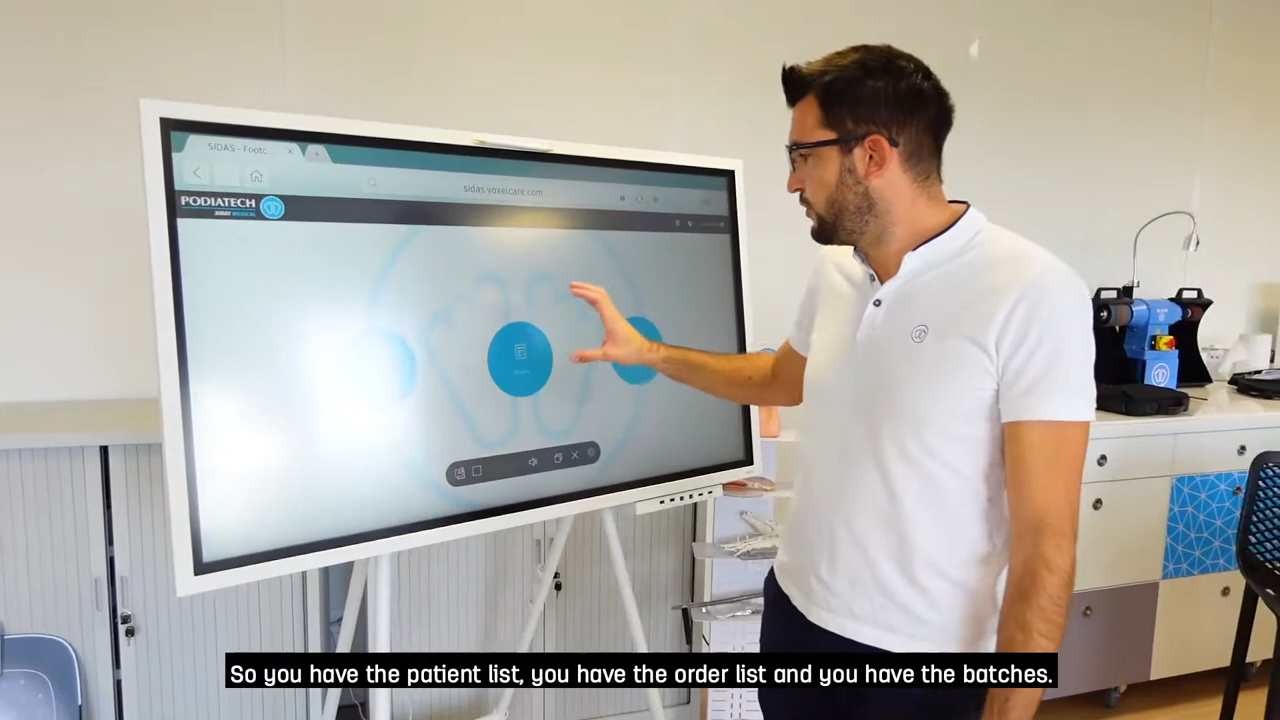 SIDAS - Footc
sidas.voxelcare.com
PODIATECH
SIDAS MEDICAL
So you have the patient list, you have the order list and you have the batches.